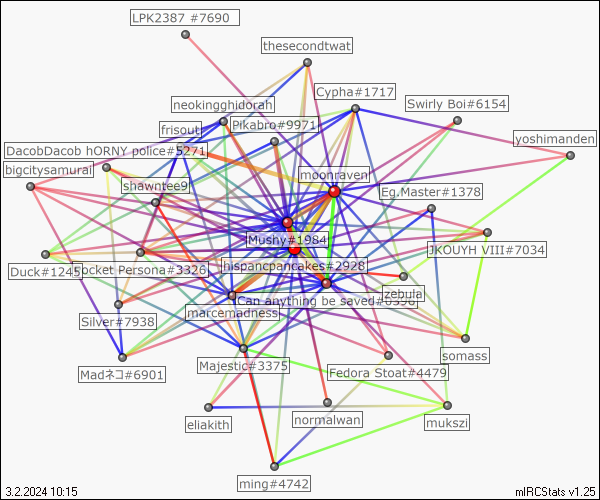 LPK2387 #7690
thesecondtwat
Cypha#1717
Swirly Boi#6154
neokingghidorah
Pikabro#9971
frisout
yoshimanden
DacobDacob hORNY police#5271
bigcitysamurai
moonraven
shawntee9
Eg.Master#1378
Mushy#1984
JKOUYH VIII#7034
Duck#1245
ocket Persona#3326
hispancpancakes#2928
zebula
Can anything be saved
marcemadness
Silver#7938
somass
Majestic#3375
Madネコ#6901
Fedora Stoat#4479
eliakith
normalwan
mukszi
ming#4742
3.2.2024 10:15
mIRCStats v1.25